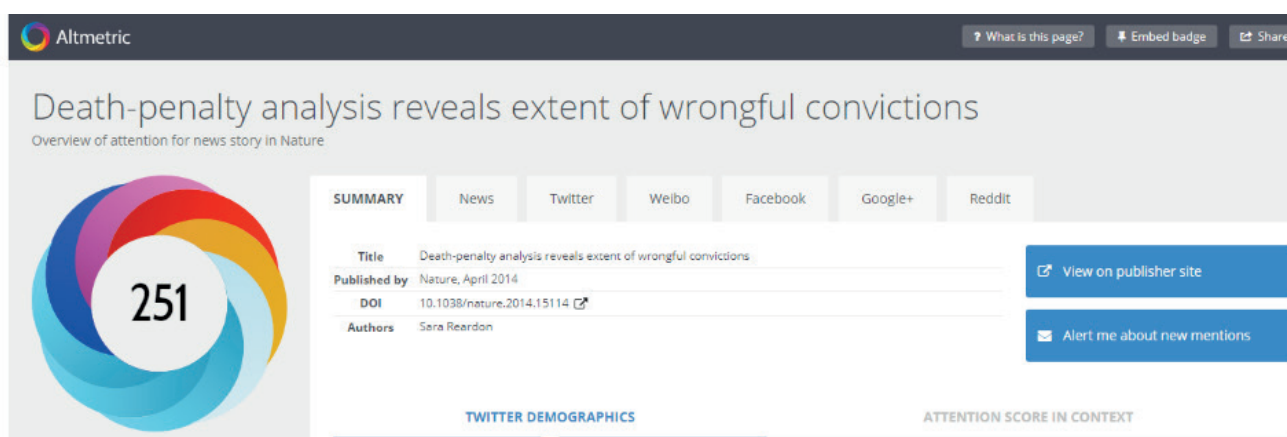 Altmetric
? What is this page?
Embed badge
Share
Death-penalty analysis reveals extent of wrongful convictions
Overview of attention for news story in Nature
251
SUMMARY
News
Twitter
Weibo
Facebook
Google+
Reddit
Title Death-penalty analysis reveals extent of wrongful convictions
Published by Nature, April 2014
DOI 10.1038/nature.2014.15114
Authors Sara Reardon
View on publisher site
Alert me about new mentions
TWITTER DEMOGRAPHICS
ATTENTION SCORE IN CONTEXT